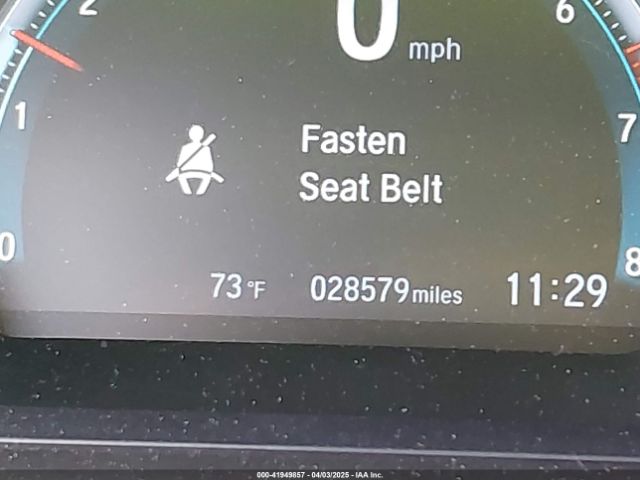 2
6
0 mph
1
7
Fasten
Seat Belt
0
8
73°F 028579 miles 11:29
000-41949857 - 04/03/2025 - IAA Inc.